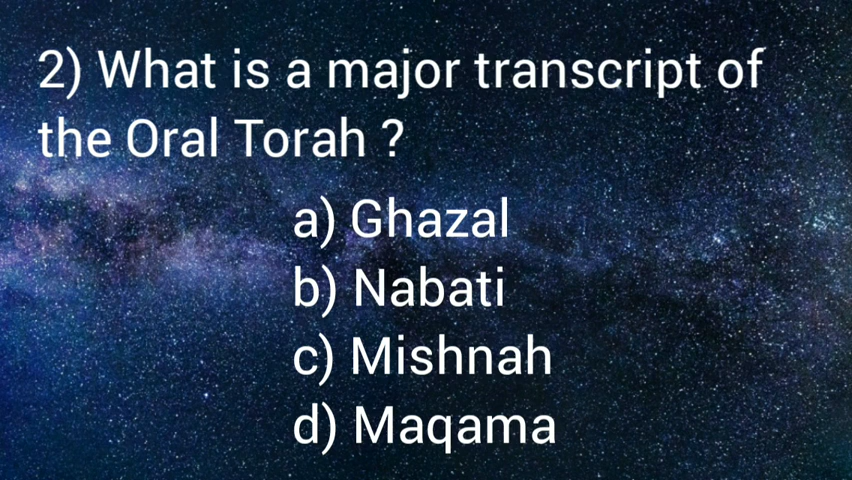 2) What is a major transcript of
the Oral Torah ?
a) Ghazal
b) Nabati
c) Mishnah
d) Maqama